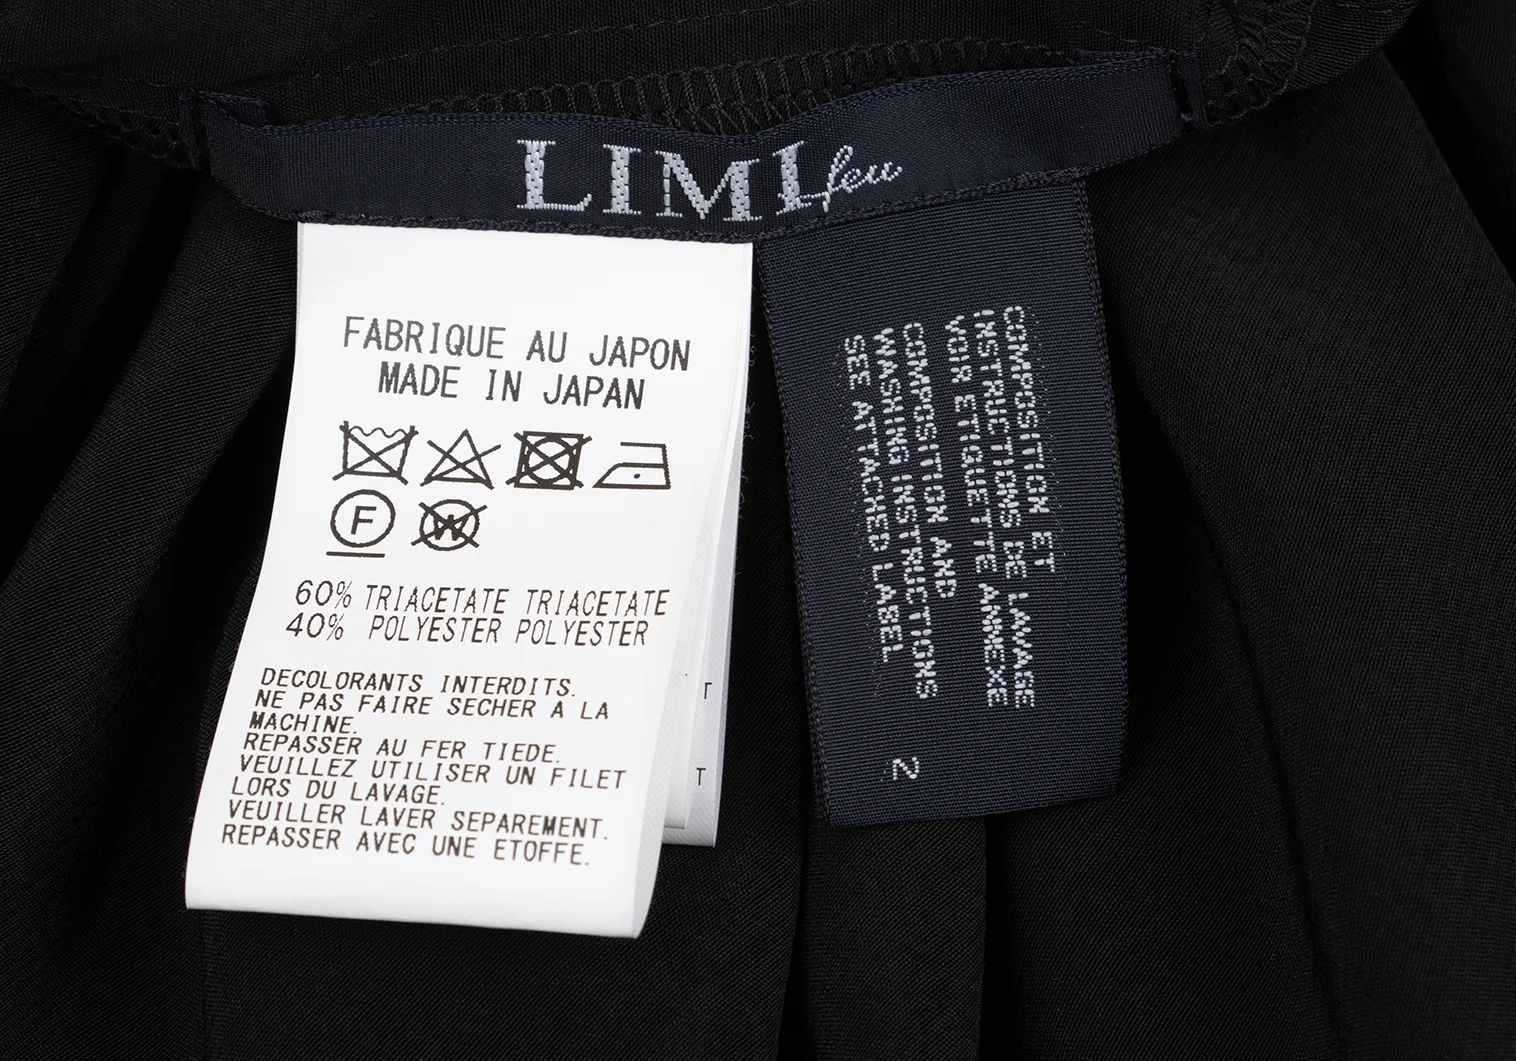 LIMI feu
FABRIQUE AU JAPON
MADE IN JAPAN
F
W
60% TRIACETATE TRIACETATE
40% POLYESTER POLYESTER
DECOLORANTS INTERDITS.
NE PAS FAIRE SECHER A LA
MACHINE.
REPASSER AU FER TIEDE.
VEUILLEZ UTILISER UN FILET
LORS DU LAVAGE.
VEUILLER LAVER SEPAREMENT.
REPASSER AVEC UNE ETOFFE.
T
T
COMPOSITION ET
INSTRUCTIONS DE LAVAGE
VOIR ETIQUETTE ANNEXE
COMPOSITION AND
WASHING INSTRUCTIONS
SEE ATTACHED LABEL
2